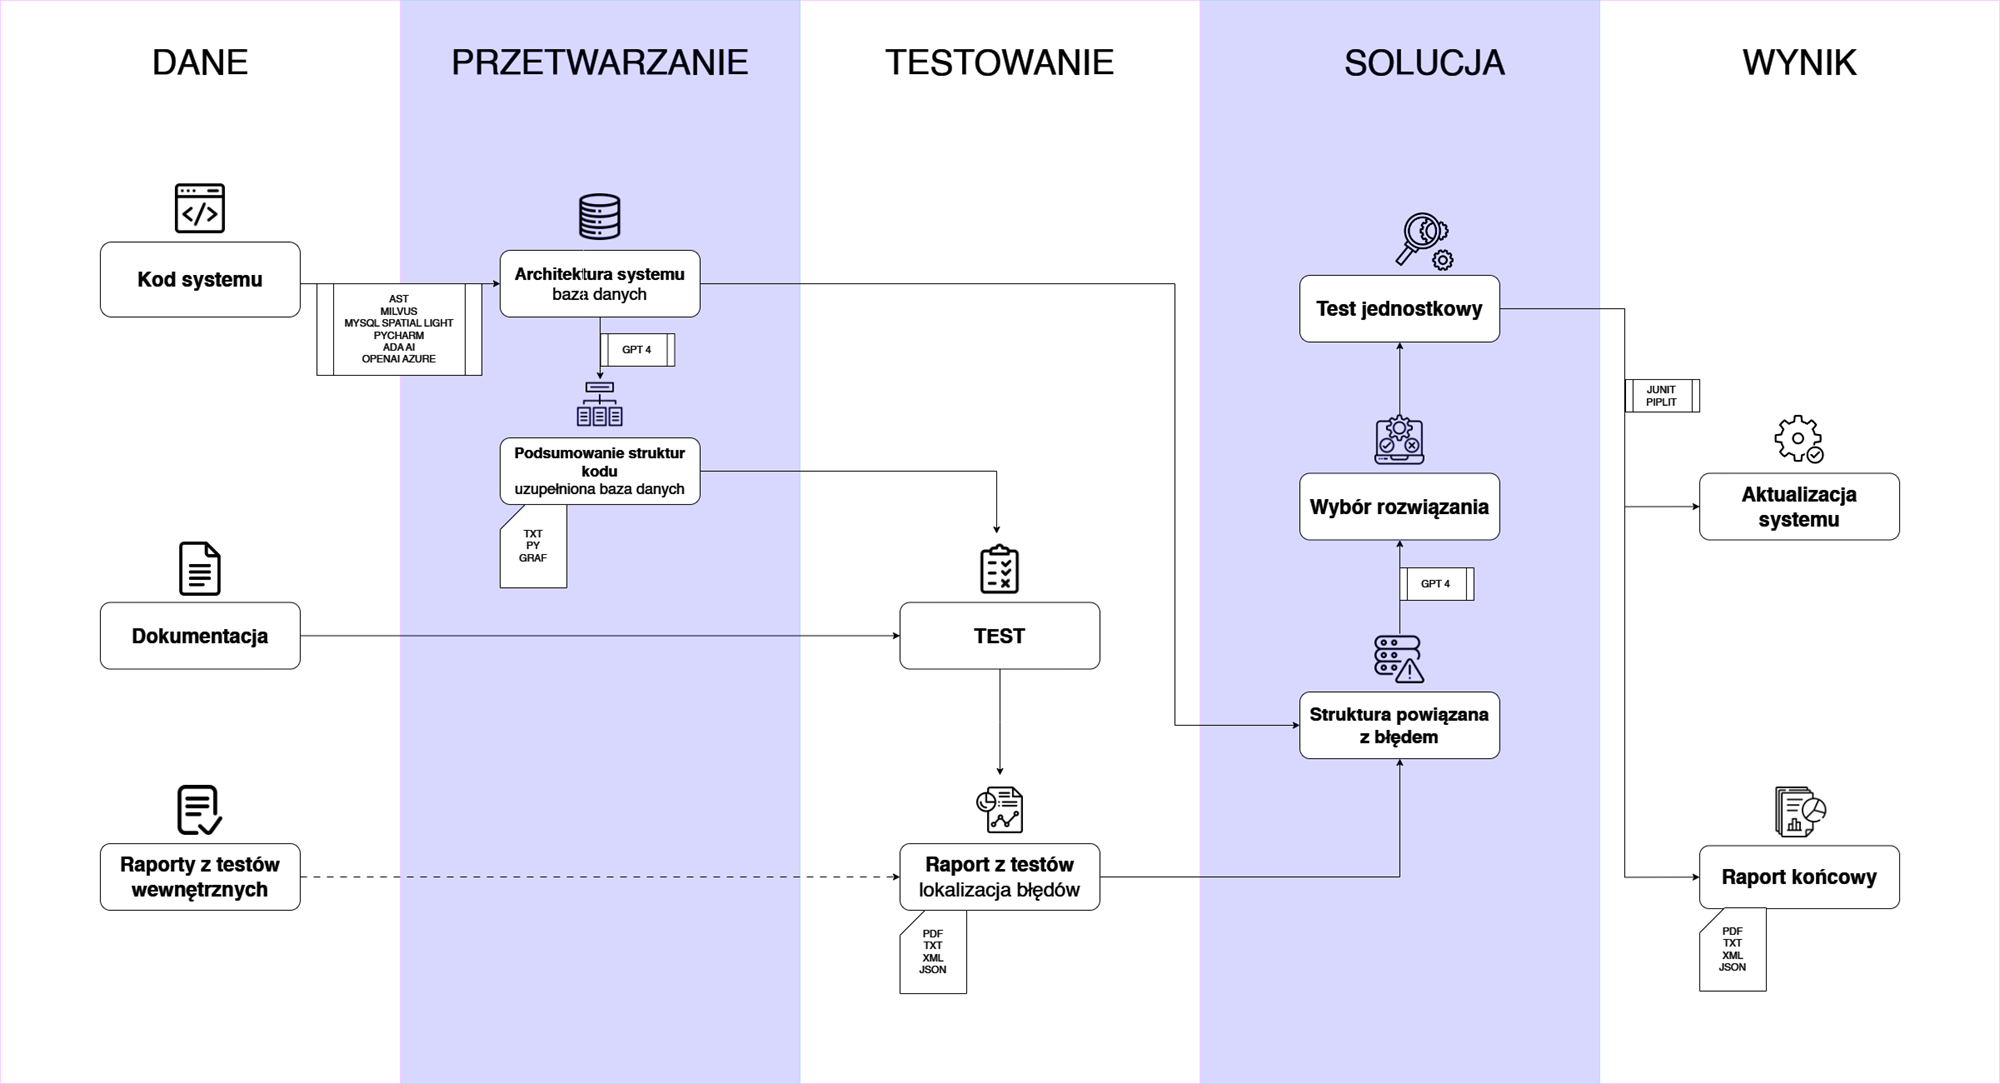 DANE
PRZETWARZANIE
TESTOWANIE
SOLUCJA
WYNIK
Kod systemu
AST
MILVUS
MYSQL SPATIAL LIGHT
PYCHARM
ADA AI
OPENAI AZURE
Architektura systemu
baza danych
GPT 4
Podsumowanie struktur
kodu
uzupełniona baza danych
TXT
PY
GRAF
Dokumentacja
TEST
Raporty z testów
wewnętrznych
Raport z testów
lokalizacja błędów
PDF
TXT
XML
JSON
Test jednostkowy
Wybór rozwiązania
GPT 4
Struktura powiązana
z błędem
JUNIT
PIPLIT
Aktualizacja
systemu
Raport końcowy
PDF
TXT
XML
JSON